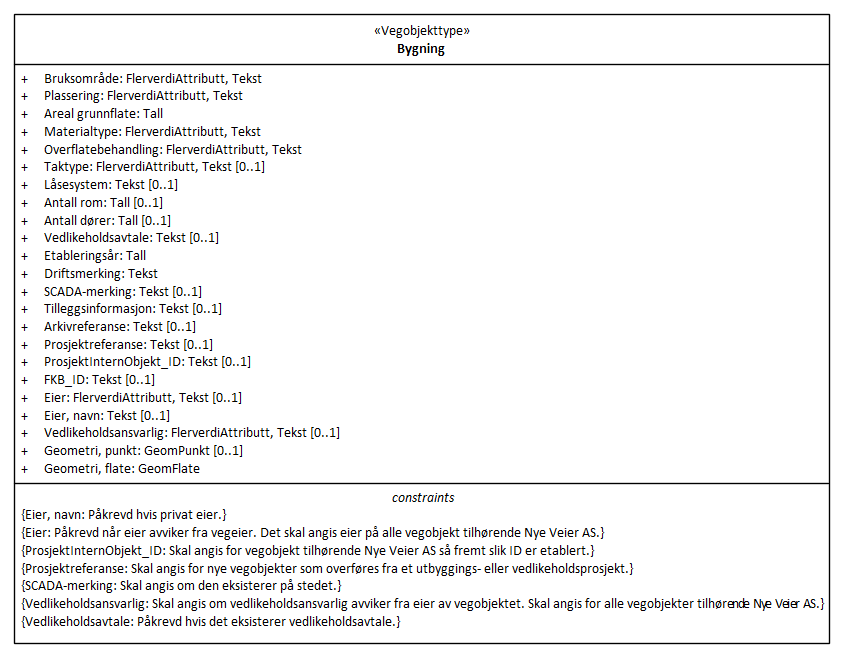 «Vegobjekttype»
Bygning
+ Bruksområde: FlerverdiAttributt, Tekst
+ Plassering: FlerverdiAttributt, Tekst
+ Areal grunnflate: Tall
+ Materialtype: FlerverdiAttributt, Tekst
+ Overflatebehandling: FlerverdiAttributt, Tekst
+ Taktype: FlerverdiAttributt, Tekst [0..1]
+ Låsesystem: Tekst [0..1]
+ Antall rom: Tall [0..1]
+ Antall dører: Tall [0..1]
+ Vedlikeholdsavtale: Tekst [0..1]
+ Etableringsår: Tall
+ Driftsmerking: Tekst
+ SCADA-merking: Tekst [0..1]
+ Tilleggsinformasjon: Tekst [0..1]
+ Arkivreferanse: Tekst [0..1]
+ Prosjektreferanse: Tekst [0..1]
+ ProsjektInternObjekt_ID: Tekst [0..1]
+ FKB_ID: Tekst [0..1]
+ Eier: FlerverdiAttributt, Tekst [0..1]
+ Eier, navn: Tekst [0..1]
+ Vedlikeholdsansvarlig: FlerverdiAttributt, Tekst [0..1]
+ Geometri, punkt: GeomPunkt [0..1]
+ Geometri, flate: GeomFlate
constraints
{Eier, navn: Påkrevd hvis privat eier.}
{Eier: Påkrevd når eier avviker fra vegeier. Det skal angis eier på alle vegobjekt tilhørende Nye Veier AS.}
{ProsjektInternObjekt_ID: Skal angis for vegobjekt tilhørende Nye Veier AS så fremt slik ID er etablert.}
{Prosjektreferanse: Skal angis for nye vegobjekter som overføres fra et utbyggings- eller vedlikeholdsprosjekt.}
{SCADA-merking: Skal angis om den eksisterer på stedet.}
{Vedlikeholdsansvarlig: Skal angis om vedlikeholdsansvarlig avviker fra eier av vegobjektet. Skal angis for alle vegobjekter tilhørende Nye Veier AS.}
{Vedlikeholdsavtale: Påkrevd hvis det eksisterer vedlikeholdsavtale.}